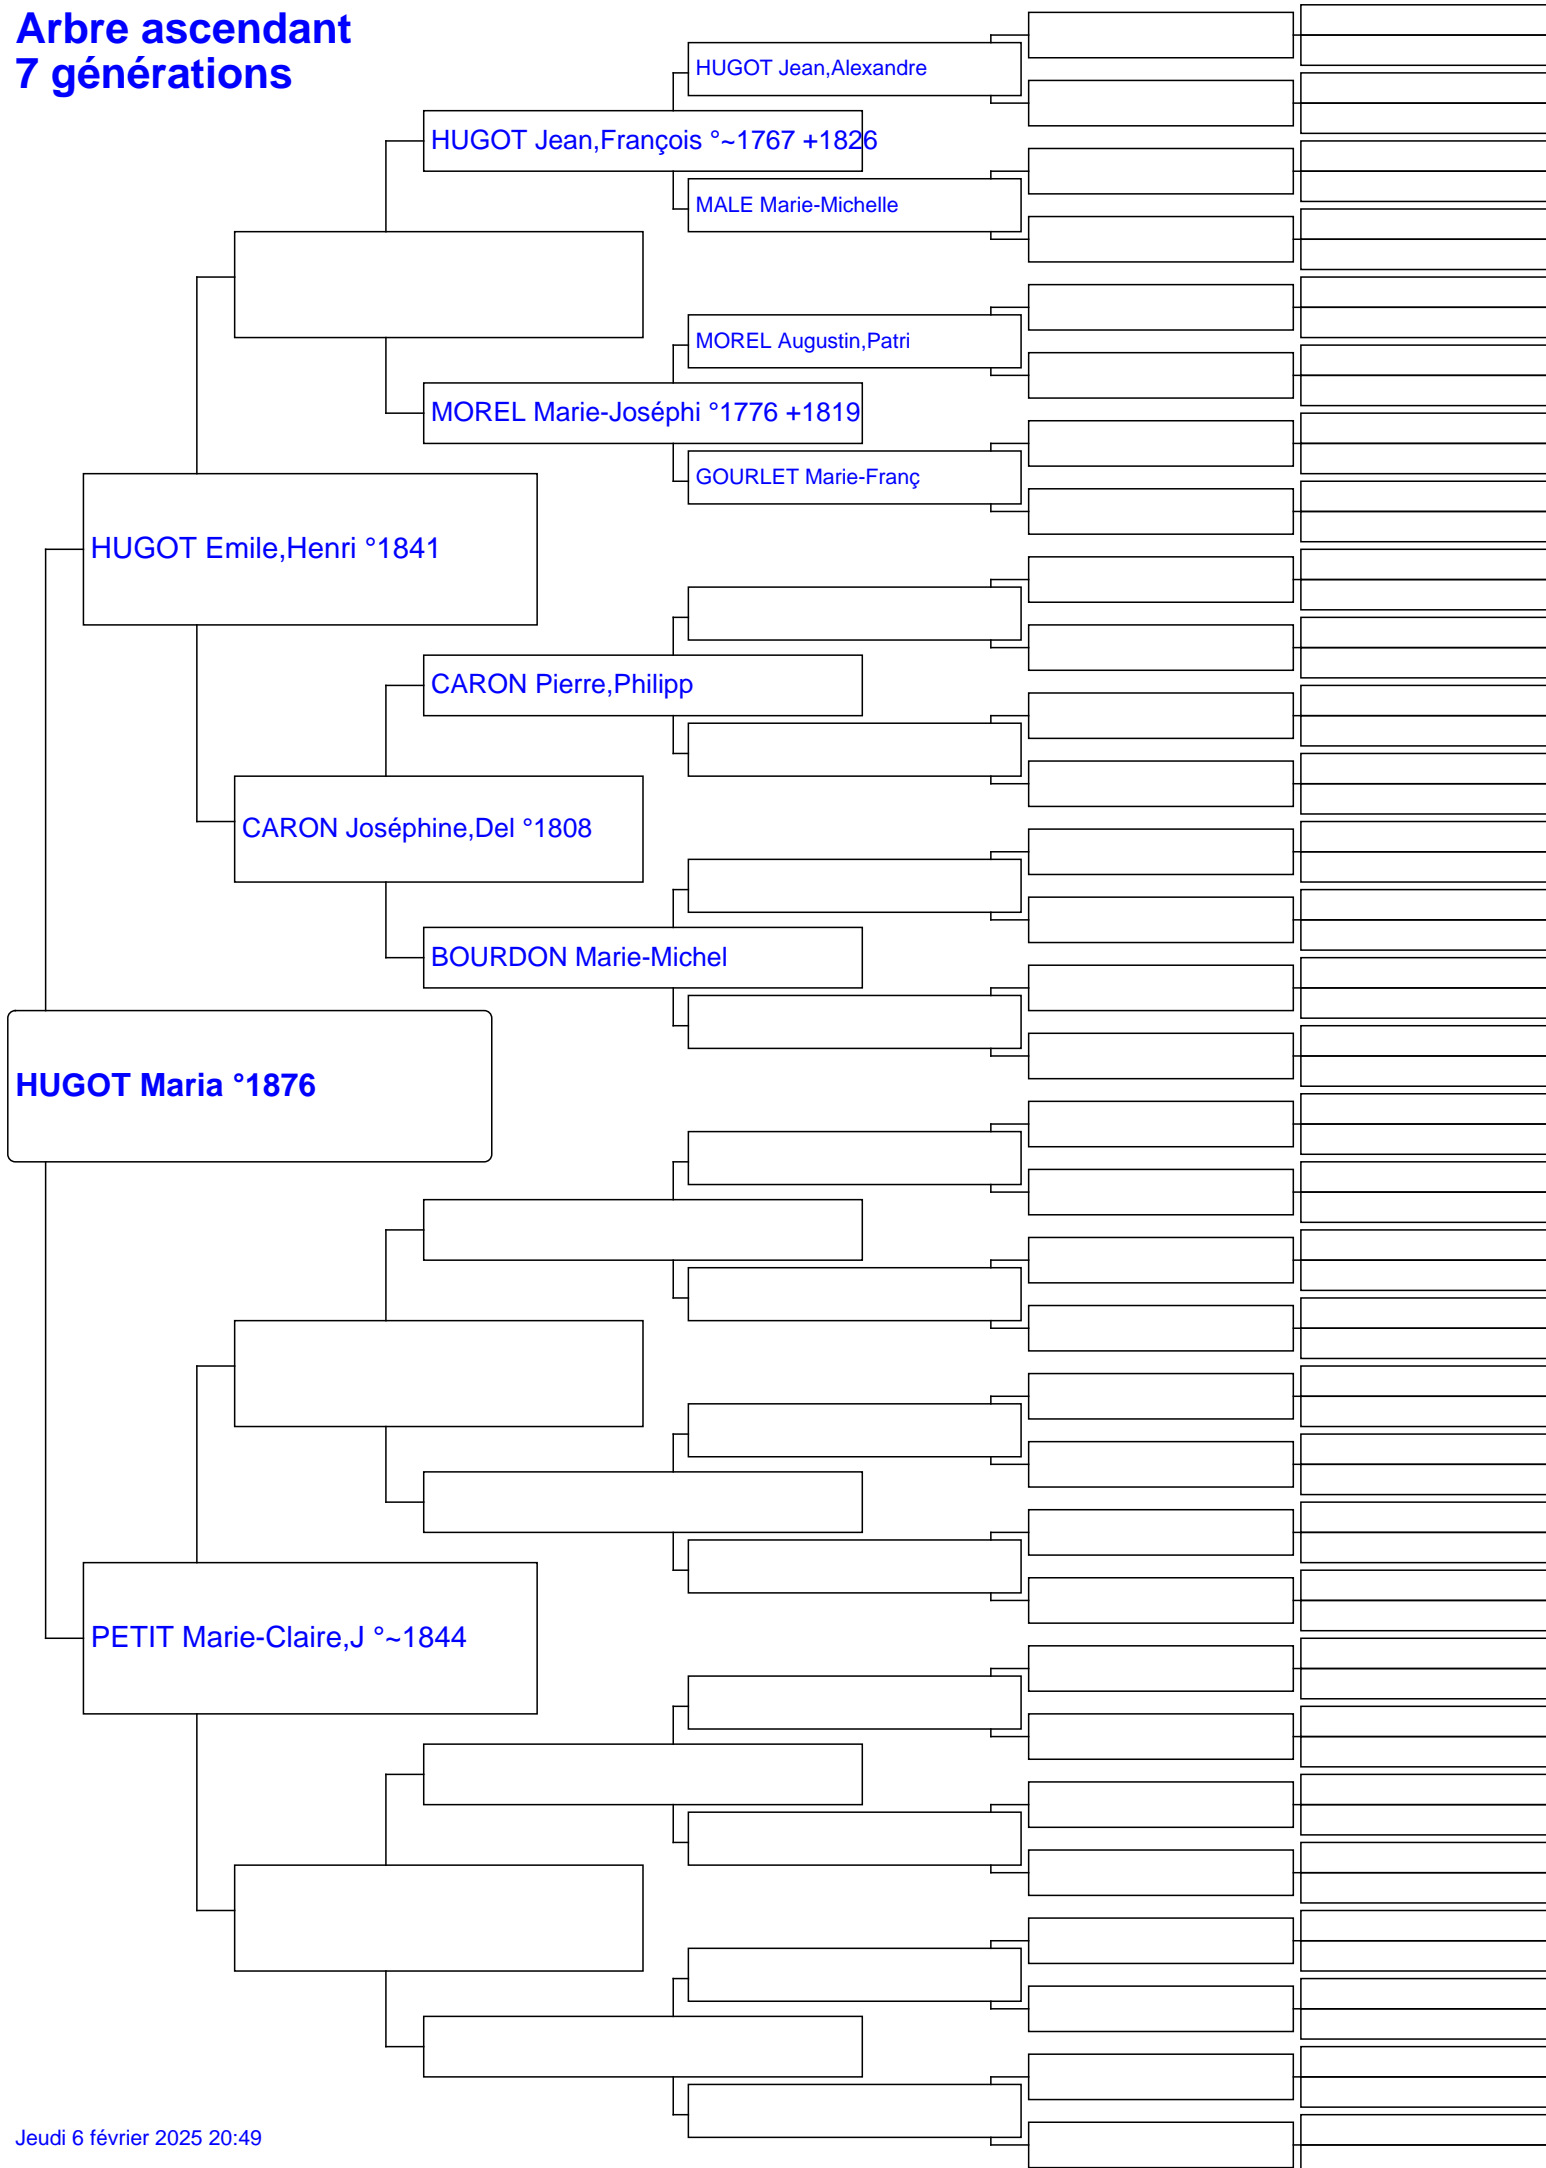 Arbre ascendant
7 générations
HUGOT Jean,Alexandre
HUGOT Jean,François °~1767 +1826
MALE Marie-Michelle
MOREL Augustin,Patri
MOREL Marie-Joséphi °1776 +1819
GOURLET Marie-Franç
HUGOT Emile,Henri °1841
CARON Pierre,Philipp
CARON Joséphine,Del °1808
BOURDON Marie-Michel
HUGOT Maria °1876
PETIT Marie-Claire,J °~1844
Jeudi 6 février 2025 20:49